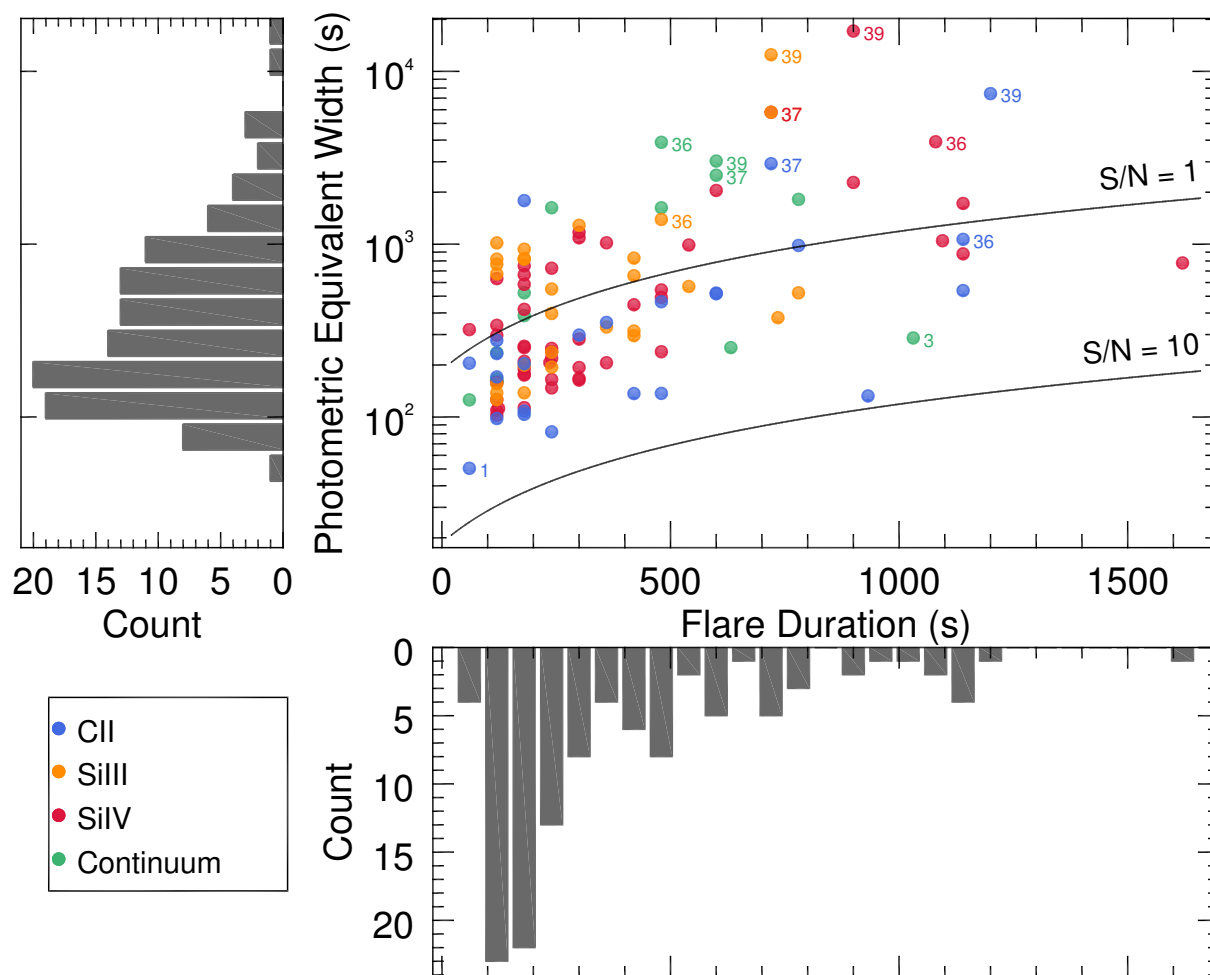 Photometric Equivalent Width (s)
10^4
10^3
10^2
39
39
39
37
36
36
39
37
37
36
36
3
1
S/N = 1
S/N = 10
20 15 10 5 0
Count
0 500 1000 1500
Flare Duration (s)
0
5
10
15
20
Count
CII
SiIII
SiIV
Continuum